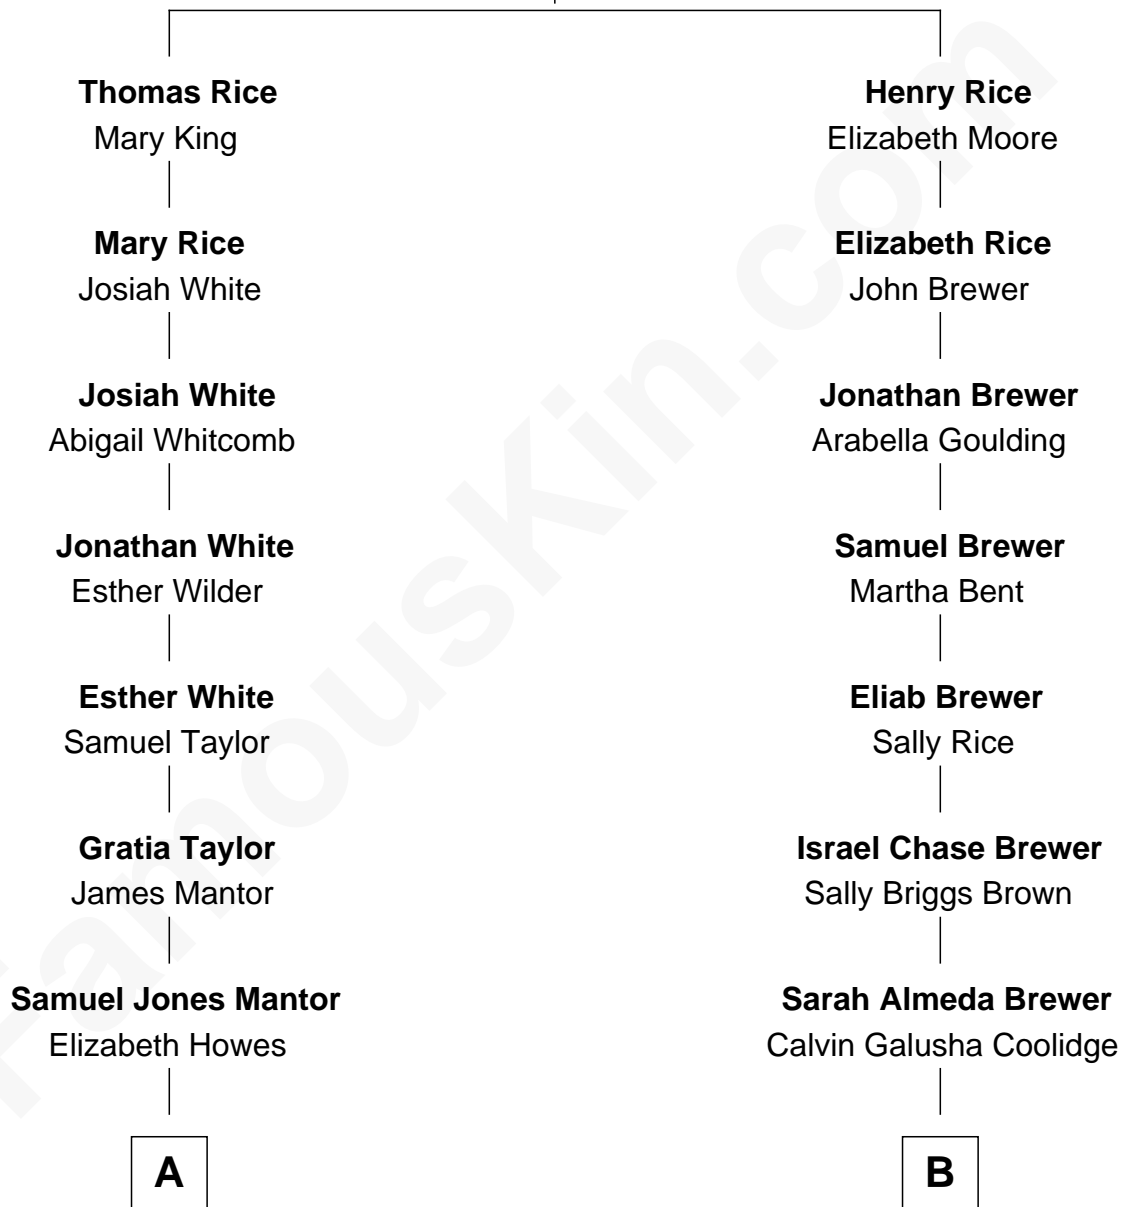 Thomas Rice
Mary King
Henry Rice
Elizabeth Moore
Mary Rice
Josiah White
Elizabeth Rice
John Brewer
Josiah White
Abigail Whitcomb
Jonathan Brewer
Arabella Goulding
Jonathan White
Esther Wilder
Samuel Brewer
Martha Bent
Esther White
Samuel Taylor
Eliab Brewer
Sally Rice
Gratia Taylor
James Mantor
Israel Chase Brewer
Sally Briggs Brown
Samuel Jones Mantor
Elizabeth Howes
Sarah Almeda Brewer
Calvin Galusha Coolidge
A
B
FamousKin.com